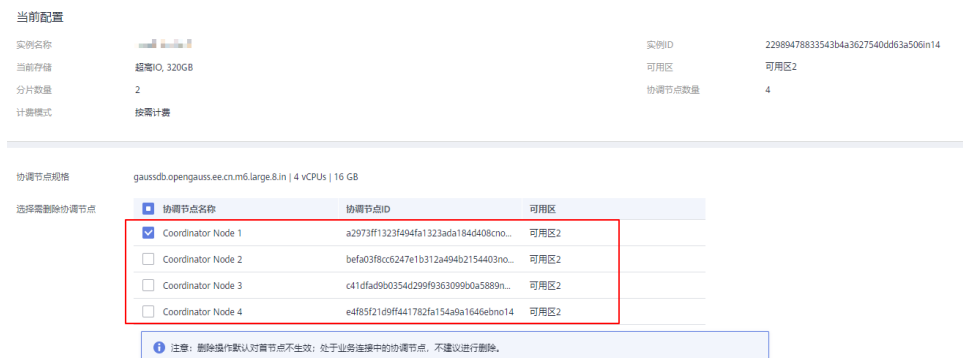 当前配置
实例名称 实例ID 22989478833543b4a3627540dd63a506in14
当前存储 超高IO, 320GB 可用区 可用区2
分片数量 2 协调节点数量 4
计费模式 按需计费
协调节点规格 gaussdb.opengauss.ee.cn.m6.large.8.in | 4 vCPUs | 16 GB
选择需删除协调节点 协调节点名称 协调节点ID 可用区
Coordinator Node 1 a2973ff1323f494fa1323ada184d408cno... 可用区2
Coordinator Node 2 befa03f8cc6247e1b312a494b2154403no... 可用区2
Coordinator Node 3 c41dfad9b0354d299f9363099b0a5889n... 可用区2
Coordinator Node 4 e4f85f21d9ff441782fa154a9a1646ebno14 可用区2
注意：删除操作默认对首节点不生效；处于业务连接中的协调节点，不建议进行删除。